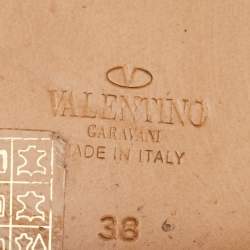 VALENTINO
GARAVANI
MADE IN ITALY
38